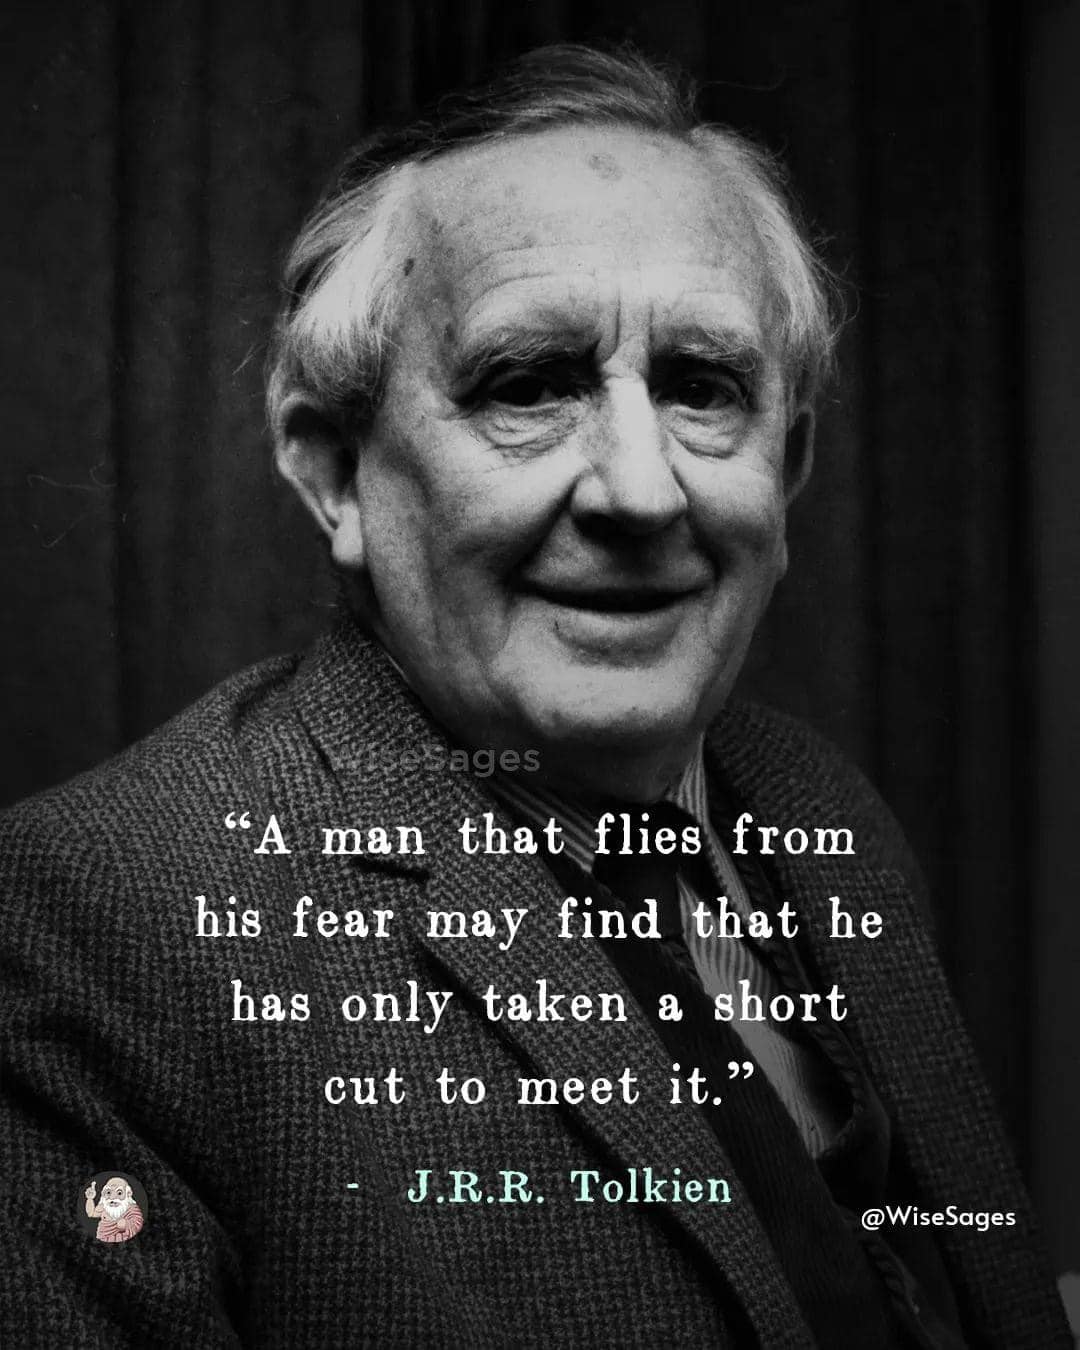 WiseSages
“A man that flies from
his fear may find that he
has only taken a short
cut to meet it.”
- J.R.R. Tolkien
@WiseSages